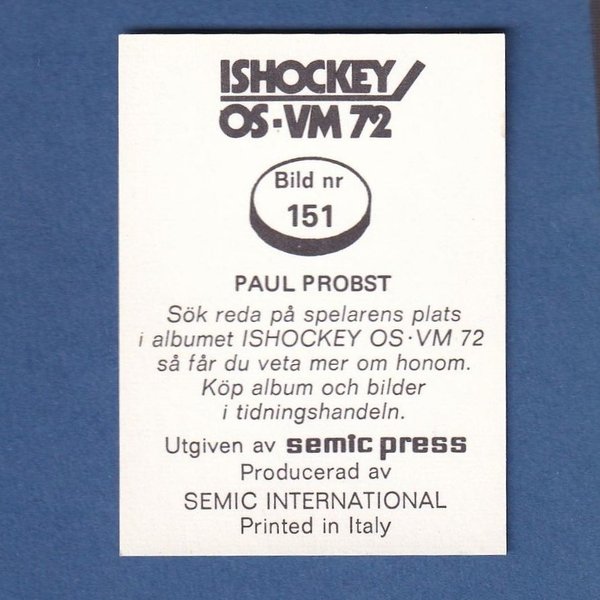 ISHOCKEY
OS·VM 72
Bild nr
151
PAUL PROBST
Sök reda på spelarens plats
i albumet ISHOCKEY OS·VM 72
så får du veta mer om honom.
Köp album och bilder
i tidningshandeln.
Utgiven av semic press
Producerad av
SEMIC INTERNATIONAL
Printed in Italy